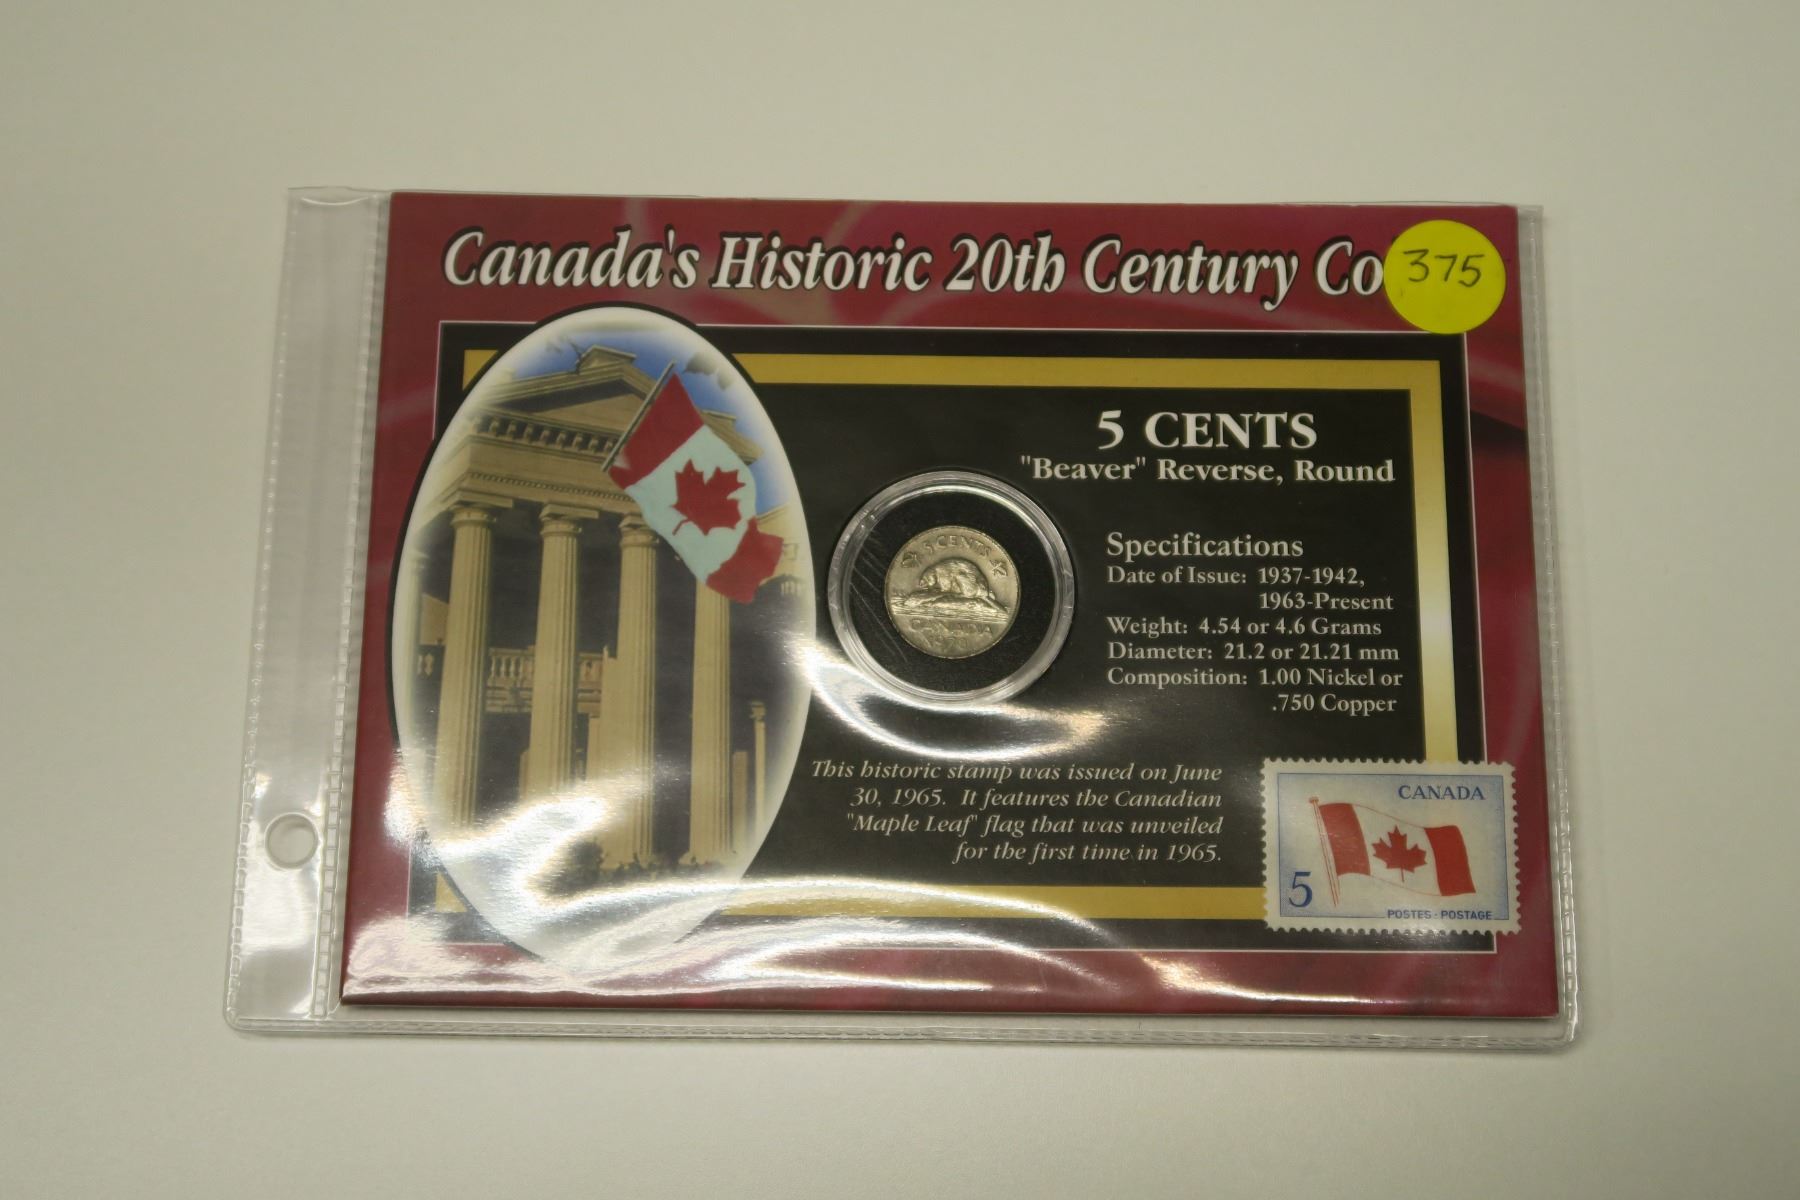 Canada's Historic 20th Century Co
375
5 CENTS
"Beaver" Reverse, Round
Specifications
Date of Issue: 1937-1942,
1963-Present
Weight: 4.54 or 4.6 Grams
Diameter: 21.2 or 21.21 mm
Composition: 1.00 Nickel or
.750 Copper
5 CENTS
CANADA
This historic stamp was issued on June
30, 1965. It features the Canadian
"Maple Leaf" flag that was unveiled
for the first time in 1965.
CANADA
5
POSTES · POSTAGE